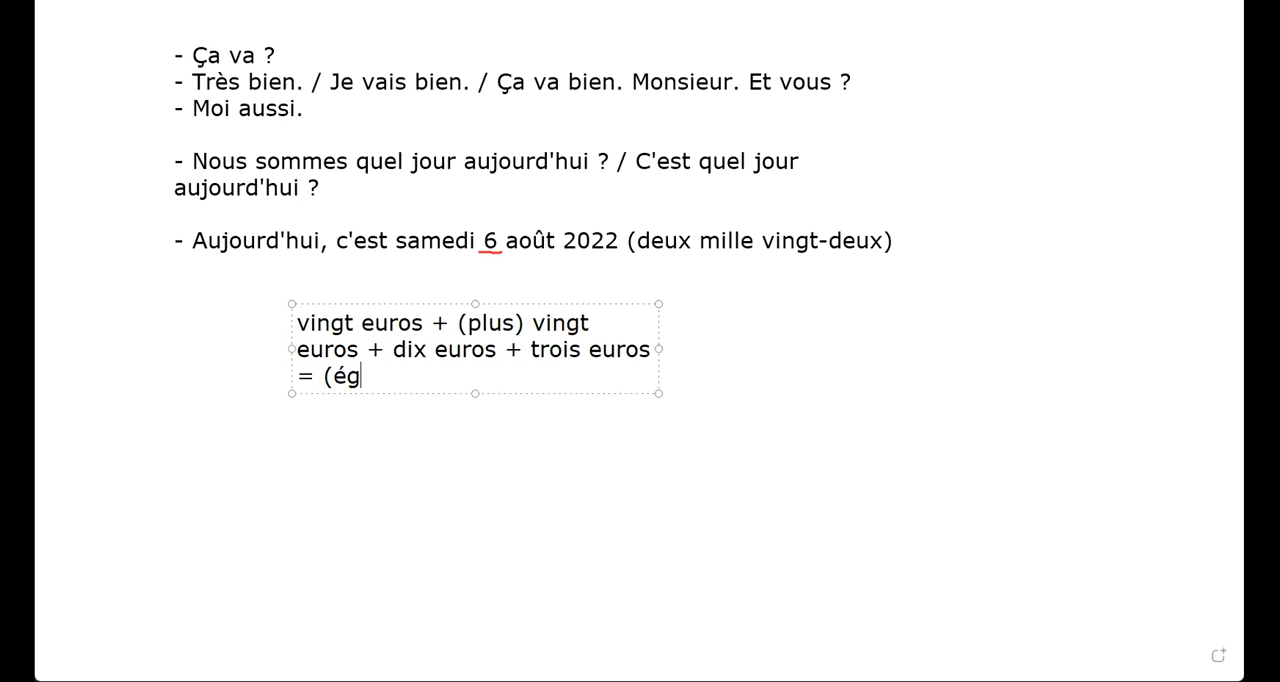 - Ça va ?
- Très bien. / Je vais bien. / Ça va bien. Monsieur. Et vous ?
- Moi aussi.
- Nous sommes quel jour aujourd'hui ? / C'est quel jour
aujourd'hui ?
- Aujourd'hui, c'est samedi 6 août 2022 (deux mille vingt-deux)
vingt euros + (plus) vingt
euros + dix euros + trois euros
= (ég